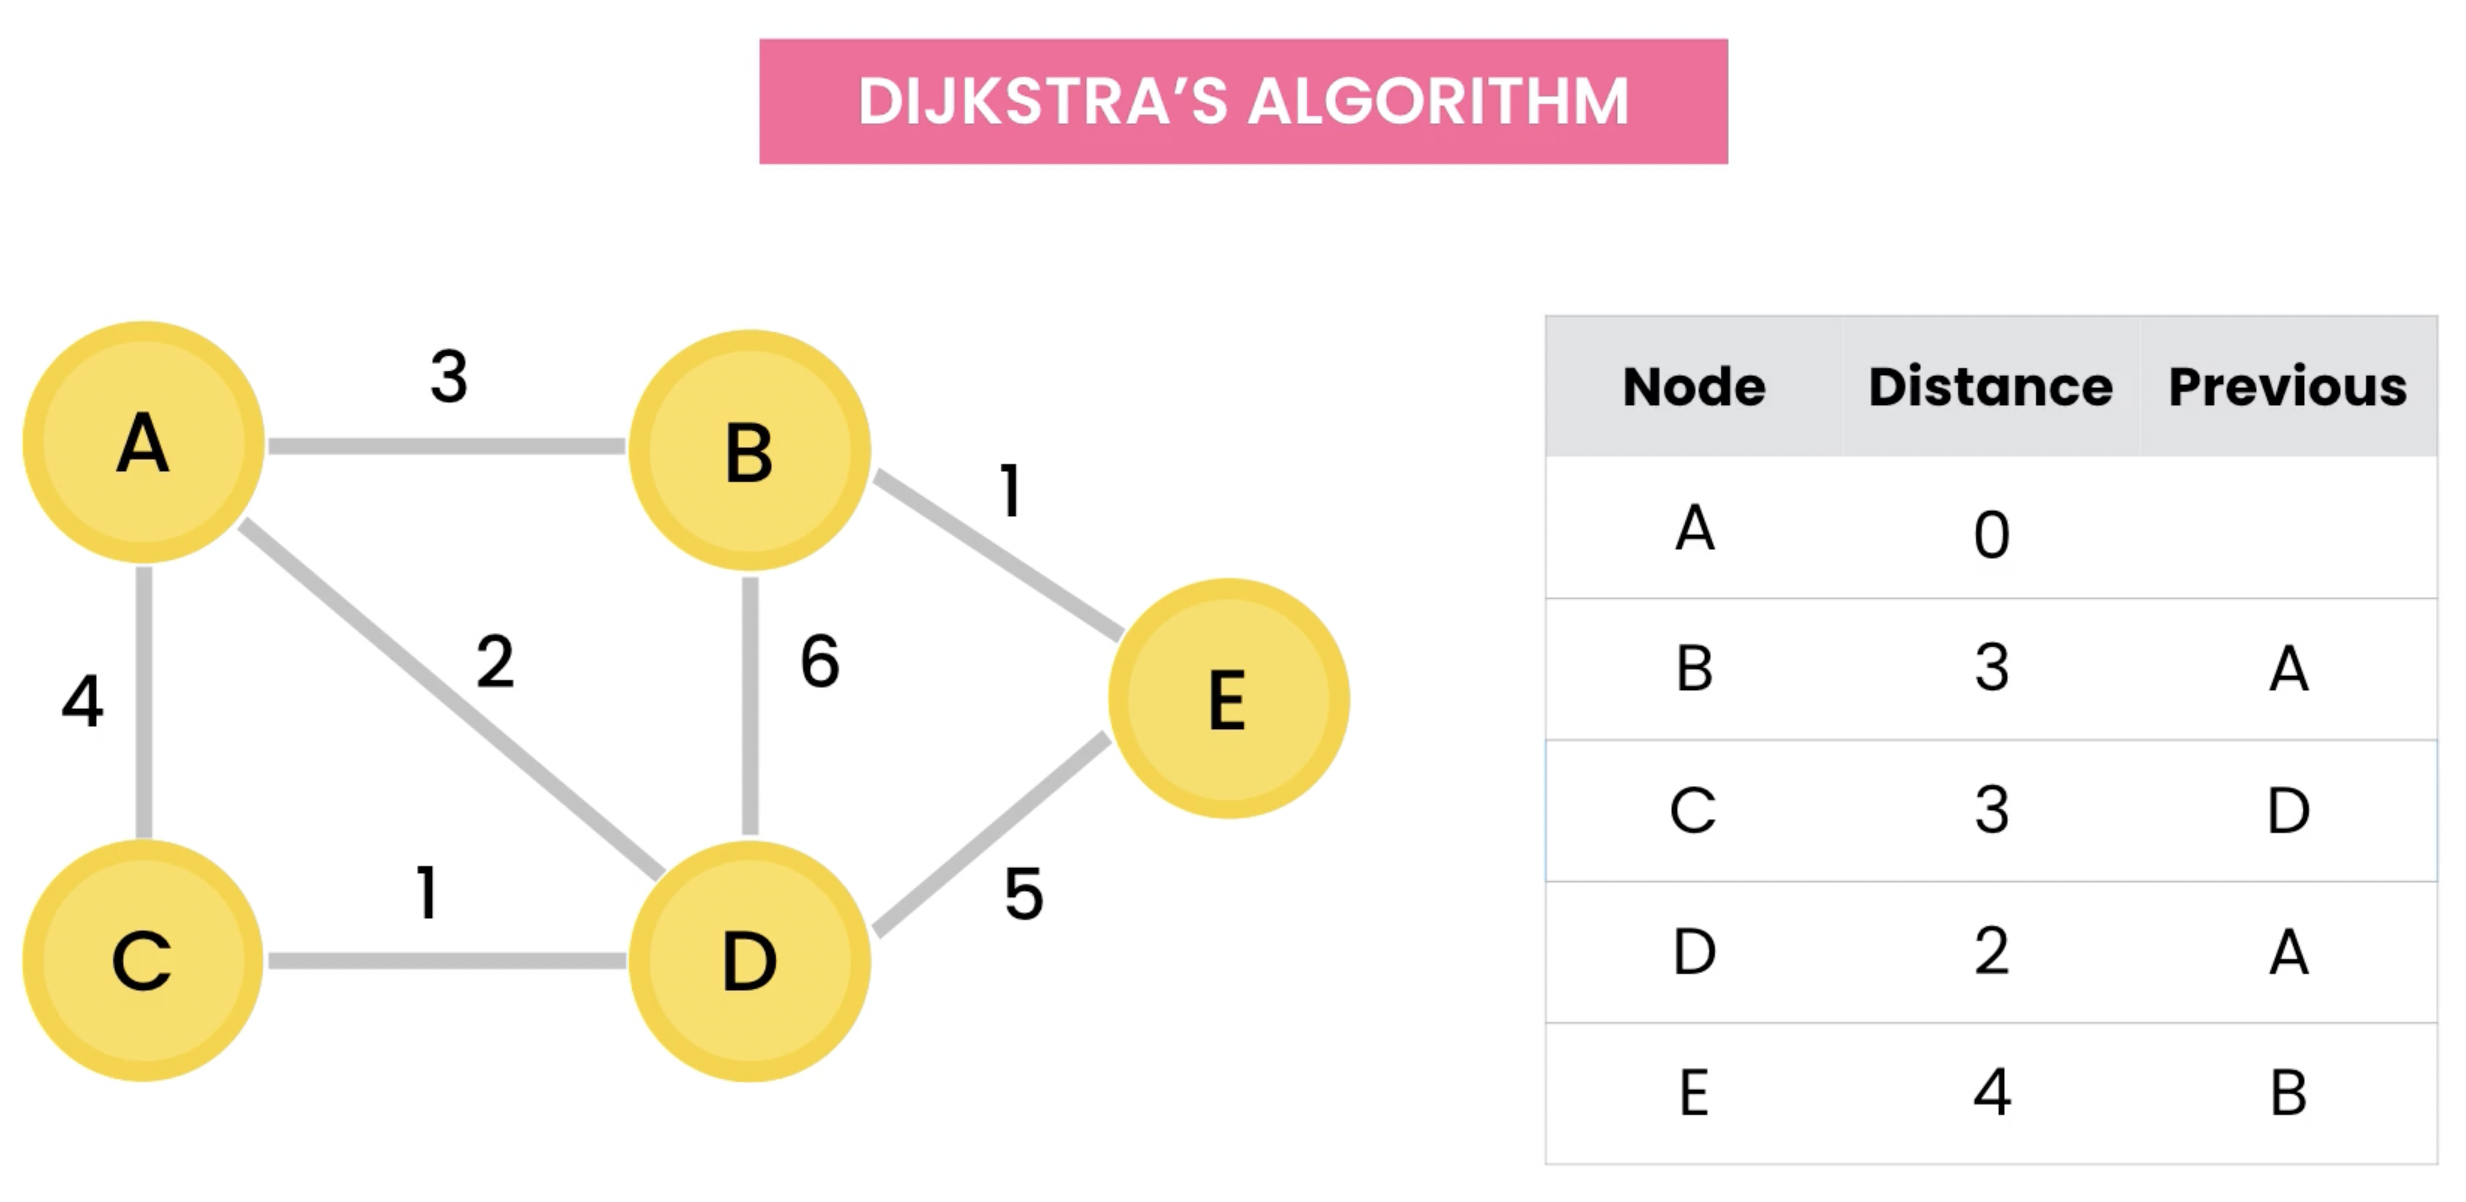 DIJKSTRA’S ALGORITHM
3
A
B
1
2
6
4
E
1
5
C
D
Node Distance Previous
A 0
B 3 A
C 3 D
D 2 A
E 4 B